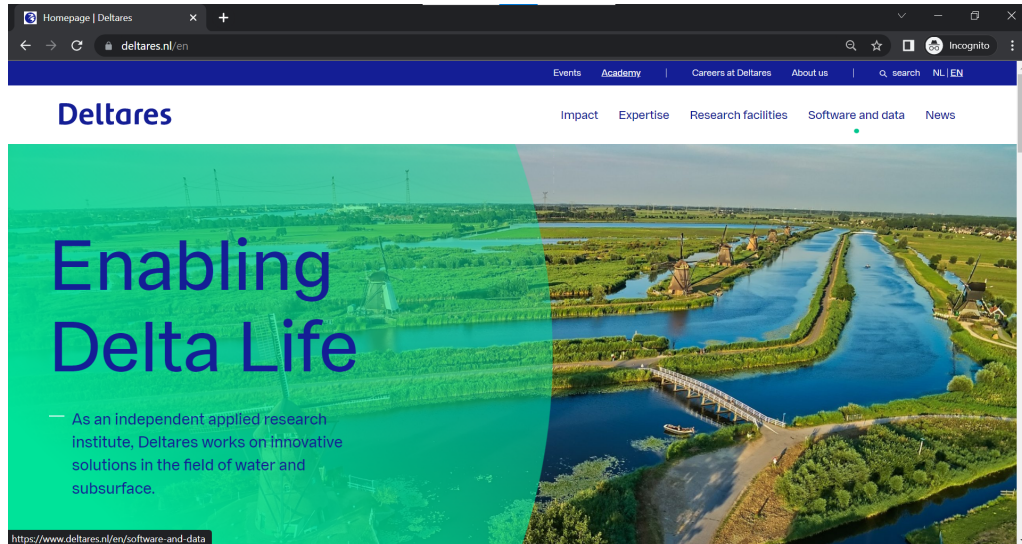 Homepage | Deltares
deltares.nl/en
Incognito
Events Academy | Careers at Deltares About us | search NL | EN
Deltares
Impact Expertise Research facilities Software and data News
Enabling
Delta Life
As an independent applied research
institute, Deltares works on innovative
solutions in the field of water and
subsurface.
https://www.deltares.nl/en/software-and-data